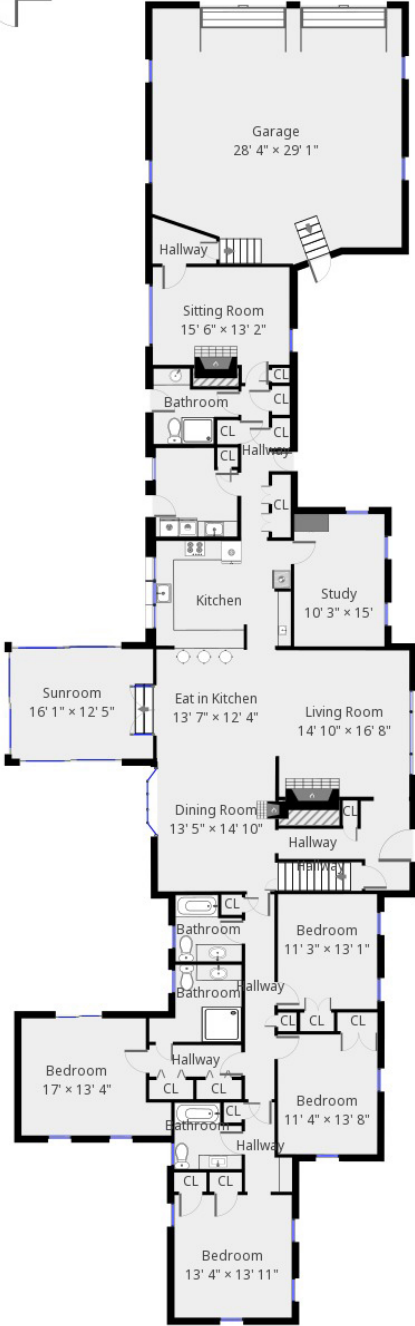 Garage
28' 4" × 29' 1"
Hallway
Sitting Room
15' 6" × 13' 2"
CL
Bathroom
CL
CL
CL
Hallway
CL
CL
Kitchen
Study
10' 3" × 15'
Sunroom
16' 1" × 12' 5"
Eat in Kitchen
13' 7" × 12' 4"
Living Room
14' 10" × 16' 8"
Dining Room
13' 5" × 14' 10"
CL
Hallway
Hallway
CL
Bathroom
Bedroom
11' 3" × 13' 1"
Hallway
Bathroom
CL
CL
CL
Hallway
Bedroom
17' × 13' 4"
CL
CL
Bedroom
11' 4" × 13' 8"
CL
Bathroom
Hallway
CL
CL
Bedroom
13' 4" × 13' 11"